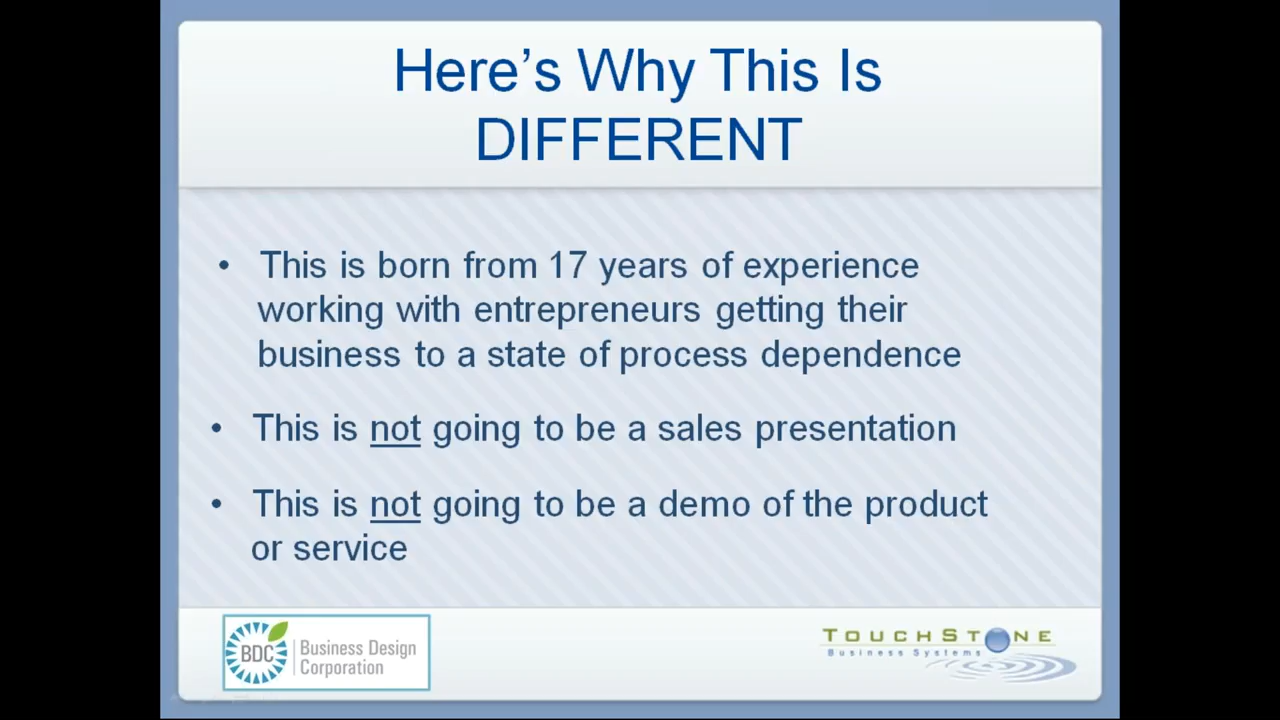 Here's Why This Is
DIFFERENT
• This is born from 17 years of experience
working with entrepreneurs getting their
business to a state of process dependence
• This is not going to be a sales presentation
• This is not going to be a demo of the product
or service
BDC
Business Design
Corporation
TOUCHSTONE
Business Systems